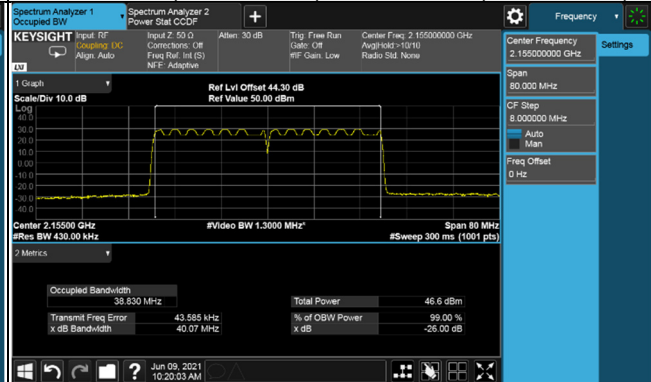 Spectrum Analyzer 1
Occupied BW
Spectrum Analyzer 2
Power Stat CCDF
+
Frequency
KEYSIGHT
Input: RF
Coupling: DC
Align: Auto
Input Z: 50 Ω
Corrections: Off
Freq Ref: Int (S)
NFE: Adaptive
Atten: 30 dB
Trig: Free Run
Gate: Off
#IF Gain: Low
Center Freq: 2.155000000 GHz
Avg|Hold:>10/10
Radio Std: None
LXI
Center Frequency
2.155000000 GHz
Settings
Span
80.000 MHz
CF Step
8.000000 MHz
Auto
Man
Freq Offset
0 Hz
1 Graph
Scale/Div 10.0 dB
Ref Lvl Offset 44.30 dB
Ref Value 50.00 dBm
Log
40.0
30.0
20.0
10.0
0.00
-10.0
-20.0
-30.0
-40.0
Center 2.15500 GHz
#Res BW 430.00 kHz
#Video BW 1.3000 MHz*
Span 80 MHz
#Sweep 300 ms (1001 pts)
2 Metrics
Occupied Bandwidth
38.830 MHz
Total Power 46.6 dBm
Transmit Freq Error 43.585 kHz
% of OBW Power 99.00 %
x dB Bandwidth 40.07 MHz
x dB -26.00 dB
?
Jun 09, 2021
10:20:03 AM